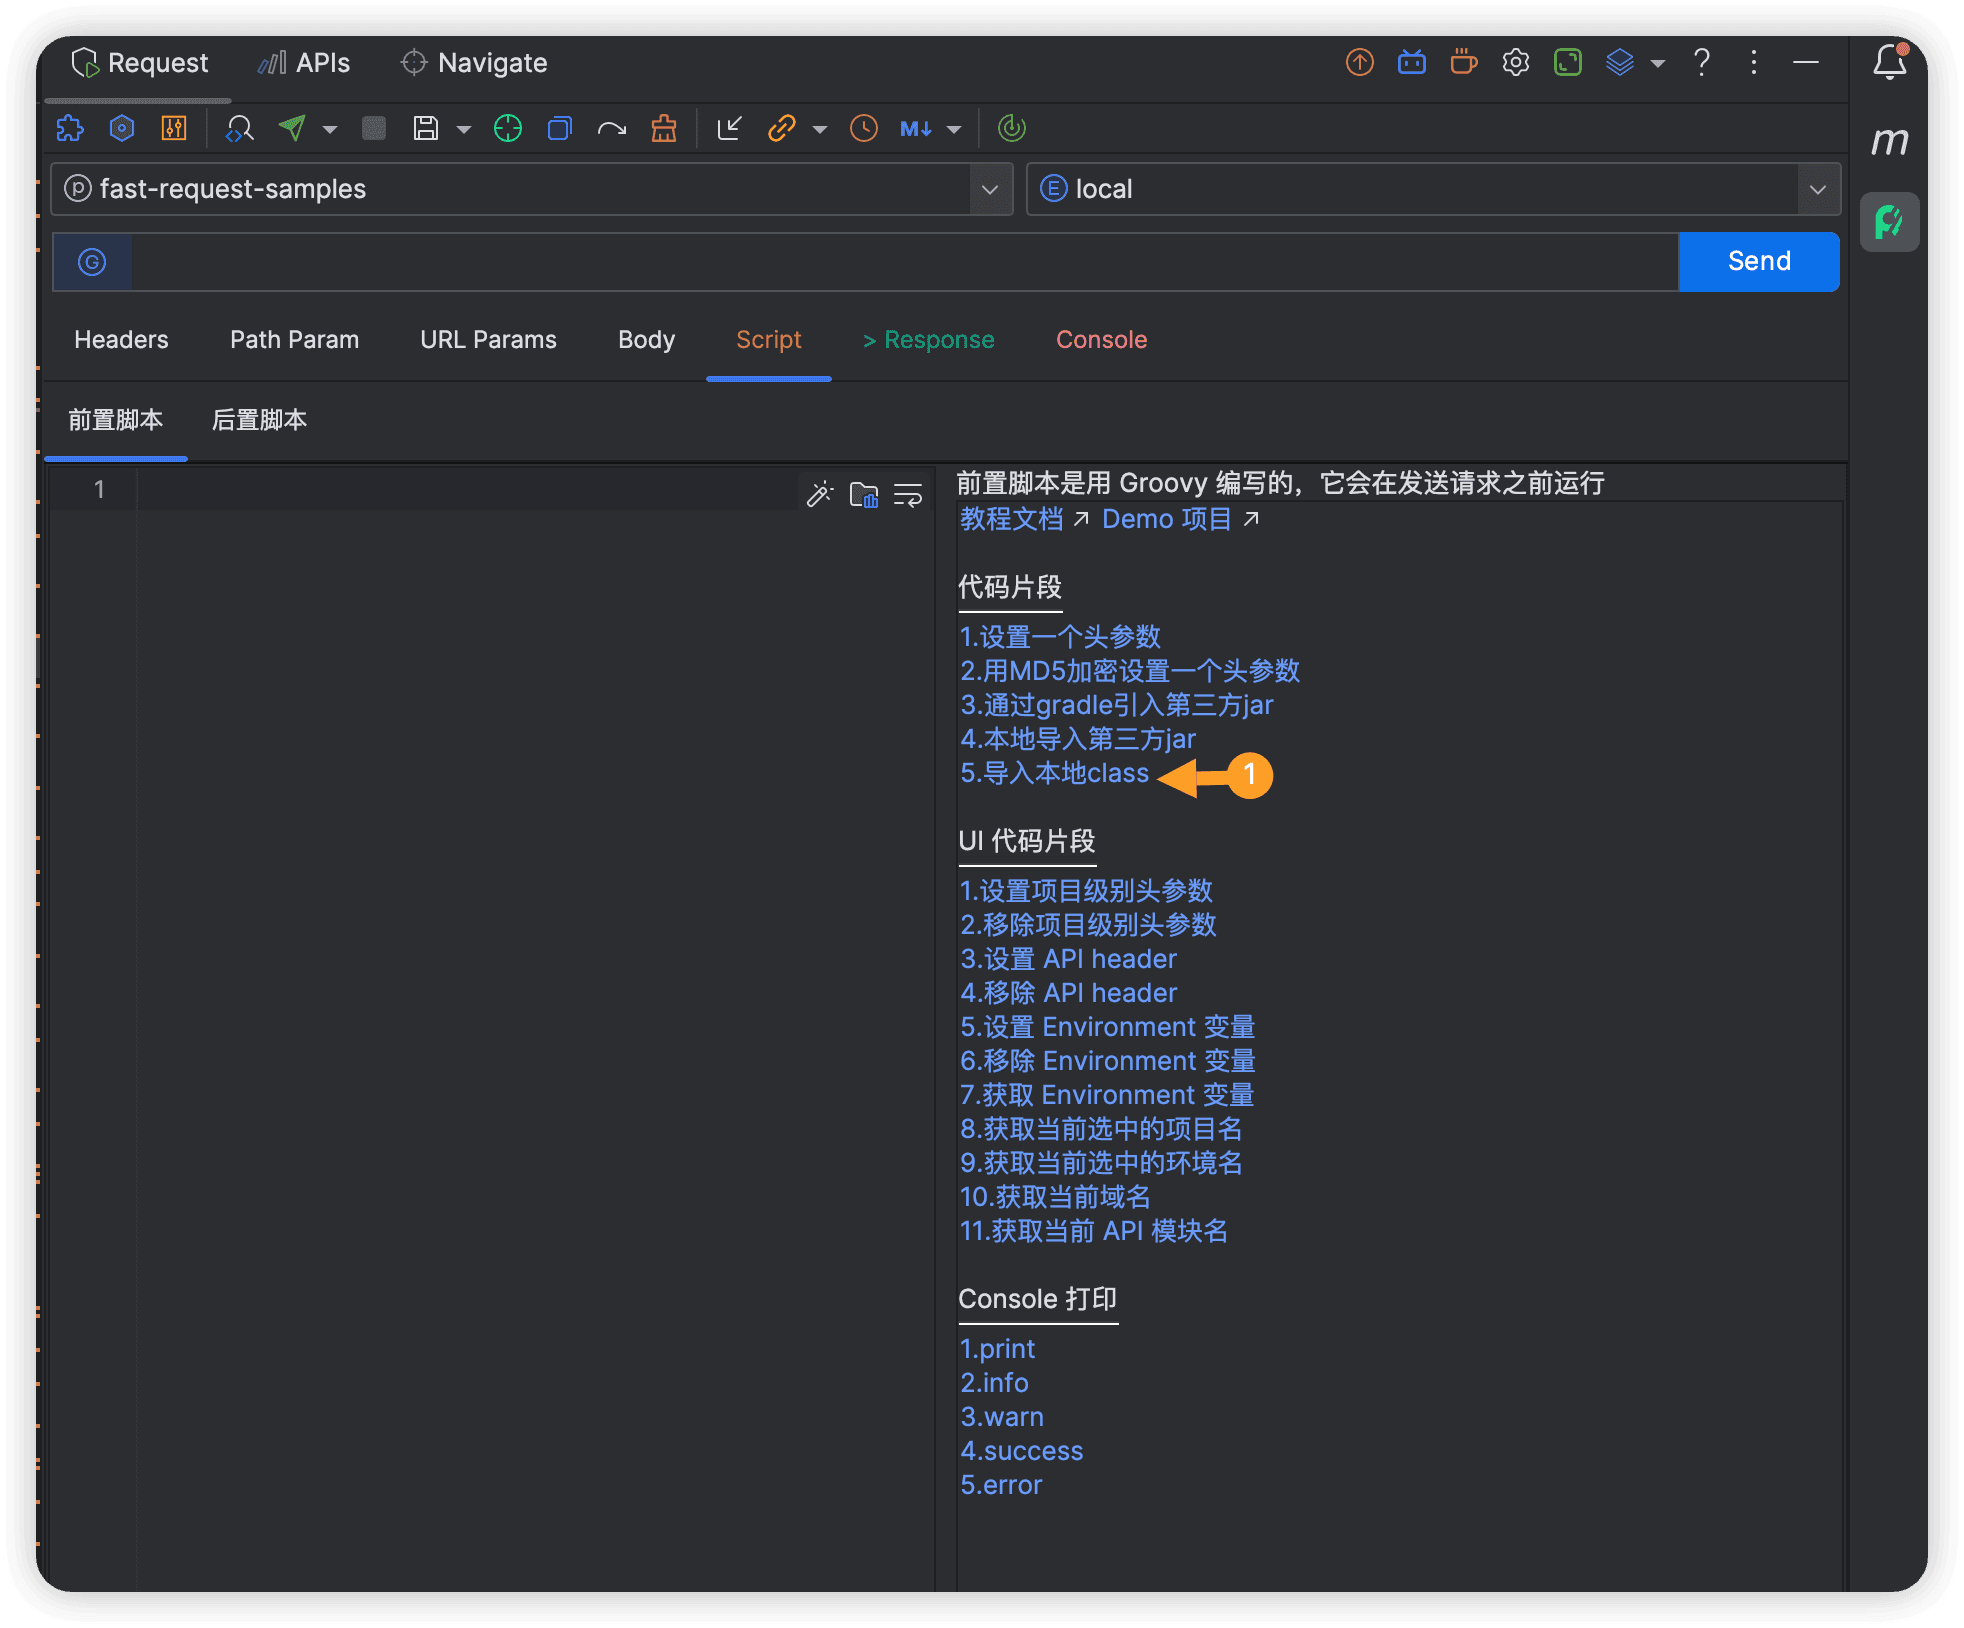 Request APIs Navigate
M↓
m
P fast-request-samples
E local
G
Send
Headers Path Param URL Params Body Script > Response Console
前置脚本 后置脚本
1
前置脚本是用 Groovy 编写的，它会在发送请求之前运行
教程文档 ↗ Demo 项目 ↗
代码片段
1.设置一个头参数
2.用MD5加密设置一个头参数
3.通过gradle引入第三方jar
4.本地导入第三方jar
5.导入本地class
1
UI 代码片段
1.设置项目级别头参数
2.移除项目级别头参数
3.设置 API header
4.移除 API header
5.设置 Environment 变量
6.移除 Environment 变量
7.获取 Environment 变量
8.获取当前选中的项目名
9.获取当前选中的环境名
10.获取当前域名
11.获取当前 API 模块名
Console 打印
1.print
2.info
3.warn
4.success
5.error